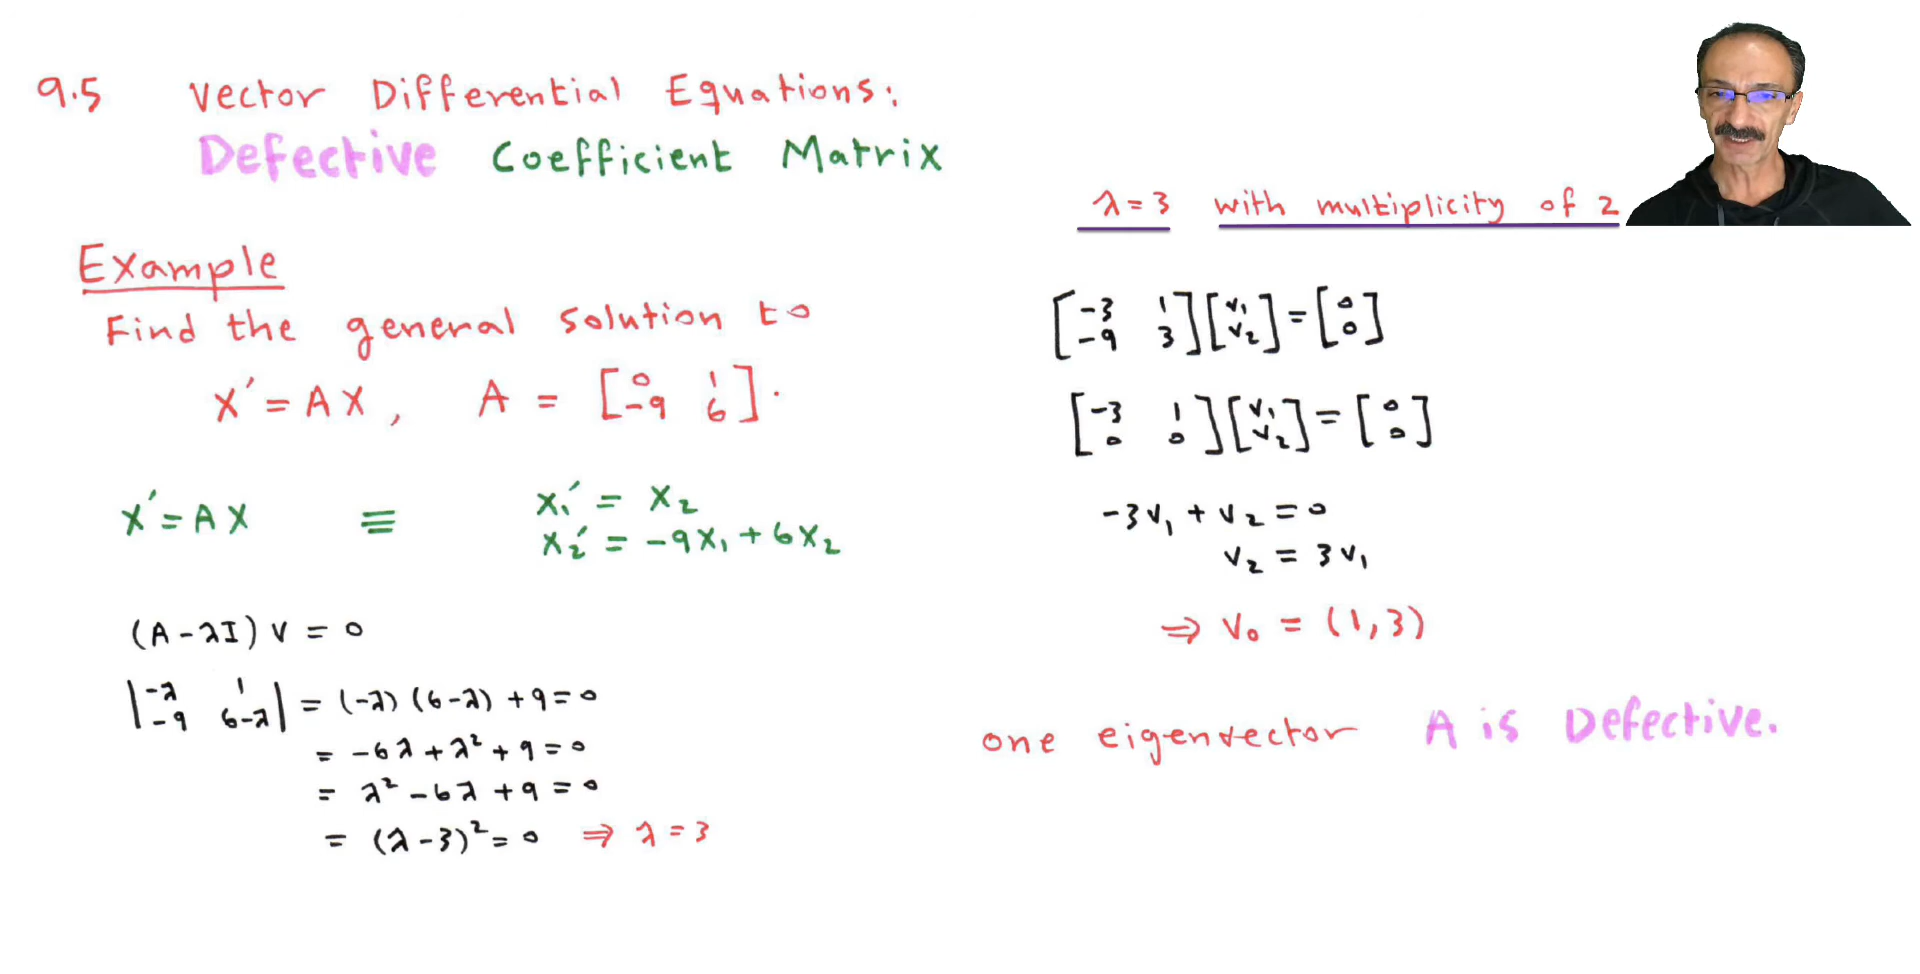 9.5 Vector Differential Equations:
Defective Coefficient Matrix
Example
Find the general solution to
X′ = AX, A = [0 1; -9 6].
X′ = AX ≡ x₁′ = x₂
x₂′ = -9x₁ + 6x₂
(A - λI) v = 0
|-λ 1; -9 6-λ| = (-λ)(6-λ) + 9 = 0
= -6λ + λ² + 9 = 0
= λ² - 6λ + 9 = 0
= (λ - 3)² = 0 ⇒ λ = 3
λ = 3 with multiplicity of 2
[-3 1; -9 3][v₁; v₂] = [0; 0]
[-3 1; 0 0][v₁; v₂] = [0; 0]
-3v₁ + v₂ = 0
v₂ = 3v₁
⇒ v₀ = (1,3)
one eigenvector A is Defective.